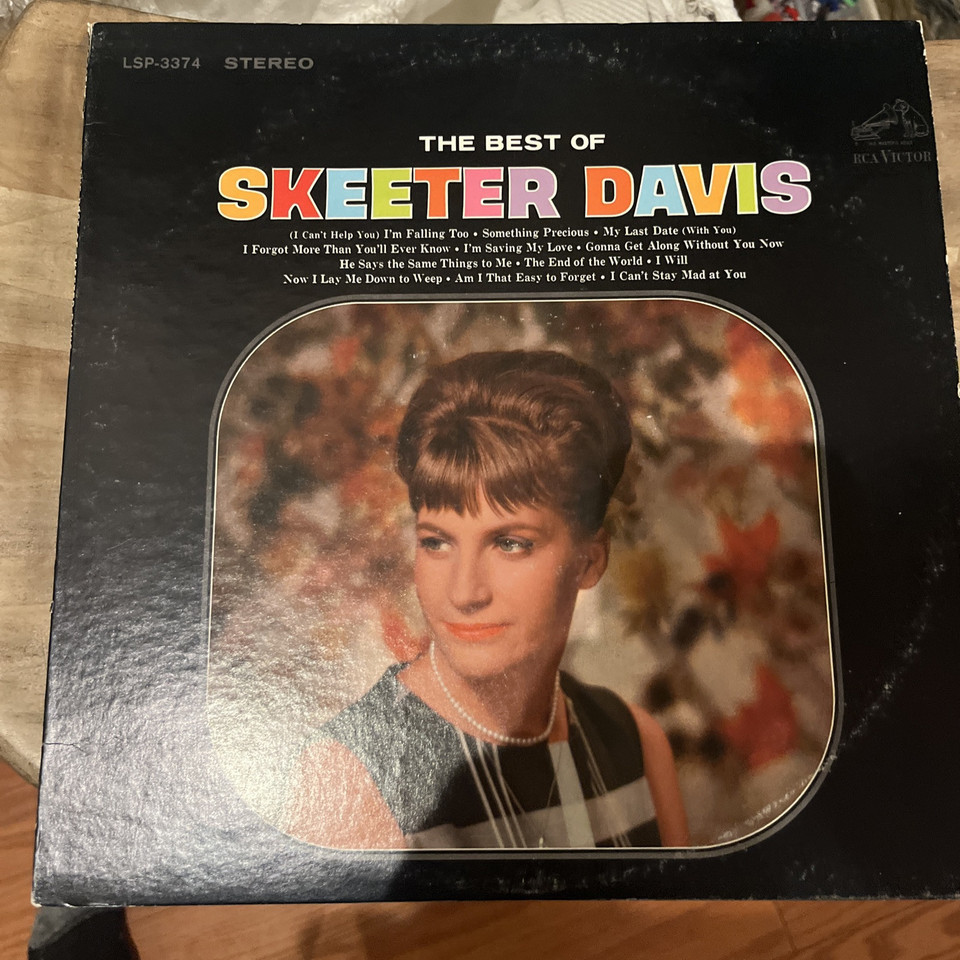 LSP-3374 STEREO
THE BEST OF
RCA VICTOR
SKEETER DAVIS
(I Can't Help You) I'm Falling Too • Something Precious • My Last Date (With You)
I Forgot More Than You'll Ever Know • I'm Saving My Love • Gonna Get Along Without You Now
He Says the Same Things to Me • The End of the World • I Will
Now I Lay Me Down to Weep • Am I That Easy to Forget • I Can't Stay Mad at You